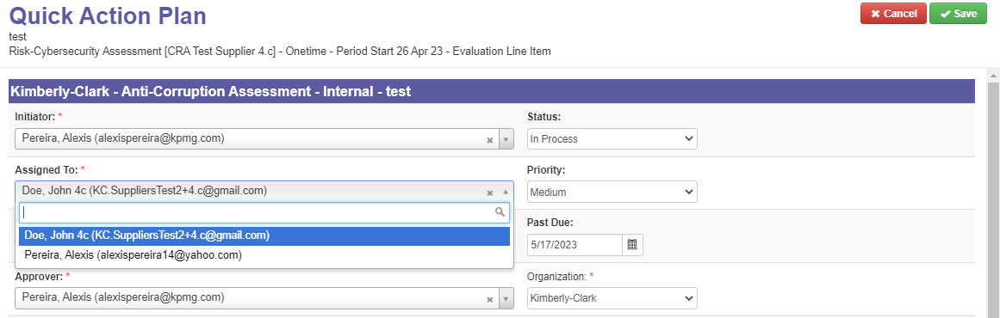 Quick Action Plan
Cancel
Save
test
Risk-Cybersecurity Assessment [CRA Test Supplier 4.c] - Onetime - Period Start 26 Apr 23 - Evaluation Line Item
Kimberly-Clark - Anti-Corruption Assessment - Internal - test
Initiator: *
Status:
Pereira, Alexis (alexispereira@kpmg.com)
In Process
Assigned To: *
Priority:
Doe, John 4c (KC.SuppliersTest2+4.c@gmail.com)
Medium
Doe, John 4c (KC.SuppliersTest2+4.c@gmail.com)
Past Due:
Pereira, Alexis (alexispereira14@yahoo.com)
5/17/2023
Approver: *
Organization: *
Pereira, Alexis (alexispereira@kpmg.com)
Kimberly-Clark